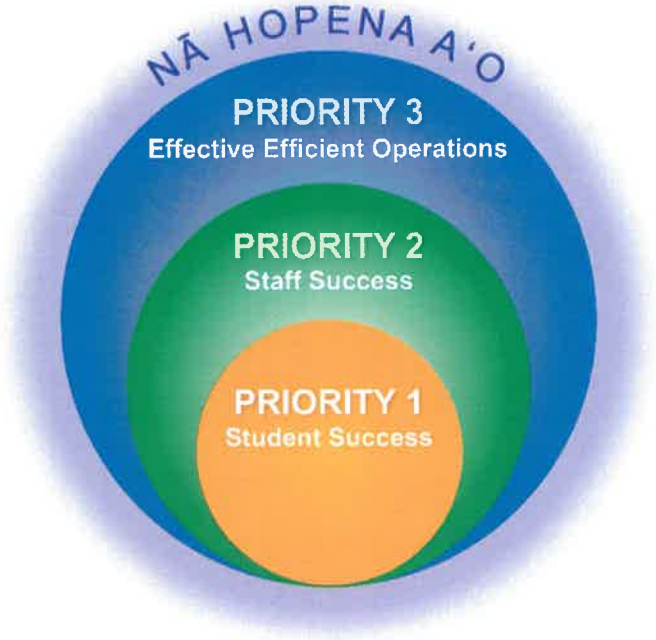 NĀ HOPENA A‘O
PRIORITY 3
Effective Efficient Operations
PRIORITY 2
Staff Success
PRIORITY 1
Student Success